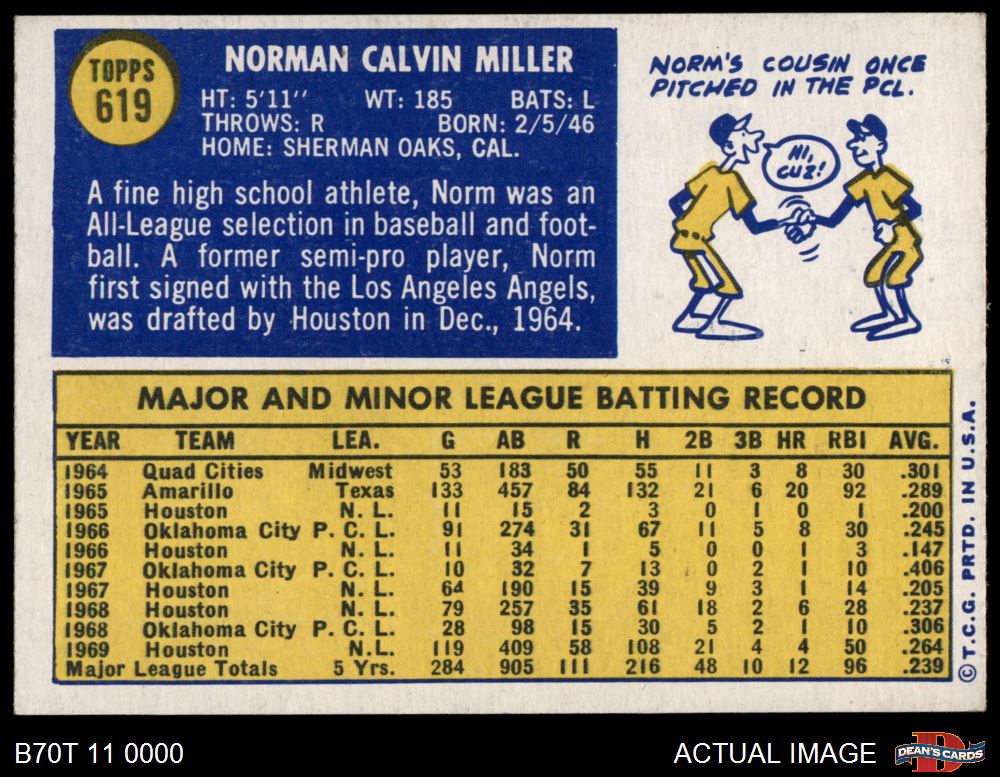 TOPPS
619
NORMAN CALVIN MILLER
HT: 5'11" WT: 185 BATS: L
THROWS: R BORN: 2/5/46
HOME: SHERMAN OAKS, CAL.
A fine high school athlete, Norm was an
All-League selection in baseball and foot-
ball. A former semi-pro player, Norm
first signed with the Los Angeles Angels,
was drafted by Houston in Dec., 1964.
NORM'S COUSIN ONCE
PITCHED IN THE PCL.
HI,
CUZ!
MAJOR AND MINOR LEAGUE BATTING RECORD
YEAR TEAM LEA. G AB R H 2B 3B HR RBI AVG.
1964 Quad Cities Midwest 53 183 50 55 11 3 8 30 .301
1965 Amarillo Texas 133 457 84 132 21 6 20 92 .289
1965 Houston N. L. 11 15 2 3 0 1 0 1 .200
1966 Oklahoma City P. C. L. 91 274 31 67 11 5 8 30 .245
1966 Houston N. L. 11 34 1 5 0 0 1 3 .147
1967 Oklahoma City P. C. L. 10 32 7 13 0 2 1 10 .406
1967 Houston N. L. 64 190 15 39 9 3 1 14 .205
1968 Houston N. L. 79 257 35 61 18 2 6 28 .237
1968 Oklahoma City P. C. L. 28 98 15 30 5 2 1 10 .306
1969 Houston N.L. 119 409 58 108 21 4 4 50 .264
Major League Totals 5 Yrs. 284 905 111 216 48 10 12 96 .239
© T.C.G. PRTD. IN U.S.A.
B70T 11 0000
ACTUAL IMAGE
DEAN'S CARDS